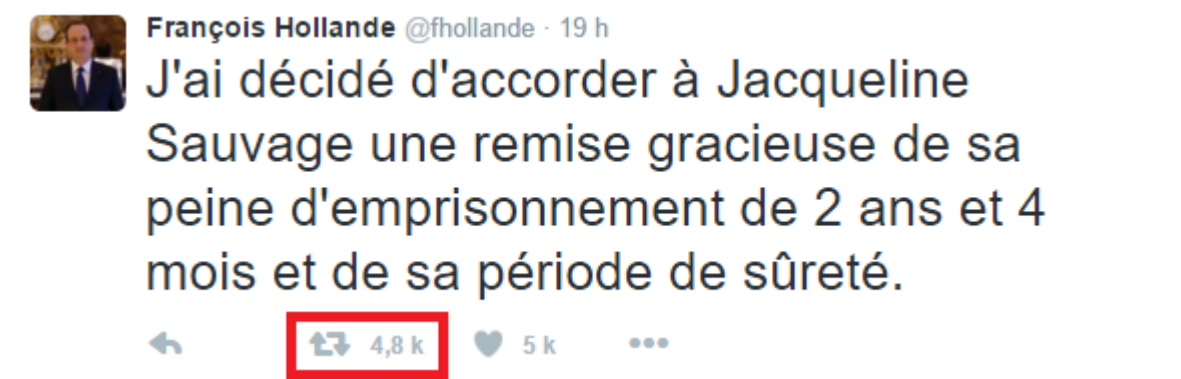 François Hollande @fhollande · 19 h
J'ai décidé d'accorder à Jacqueline
Sauvage une remise gracieuse de sa
peine d'emprisonnement de 2 ans et 4
mois et de sa période de sûreté.
4,8 k 5 k